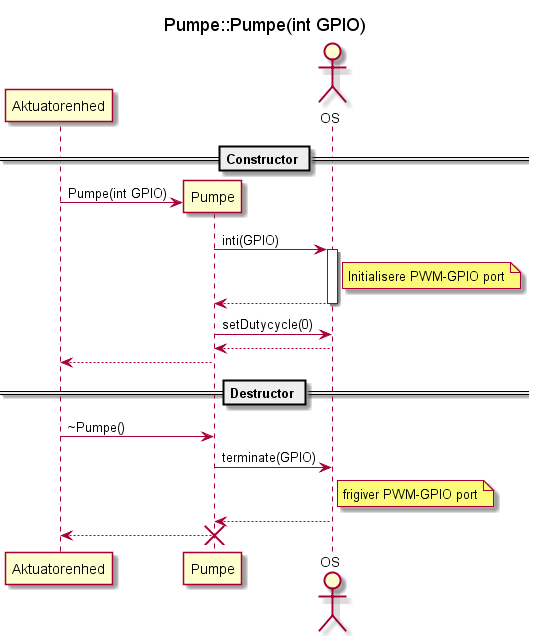 Pumpe::Pumpe(int GPIO)
Aktuatorenhed
OS
Constructor
Pumpe(int GPIO)
Pumpe
inti(GPIO)
Initialisere PWM-GPIO port
setDutycycle(0)
Destructor
~Pumpe()
terminate(GPIO)
frigiver PWM-GPIO port
Aktuatorenhed
Pumpe
OS